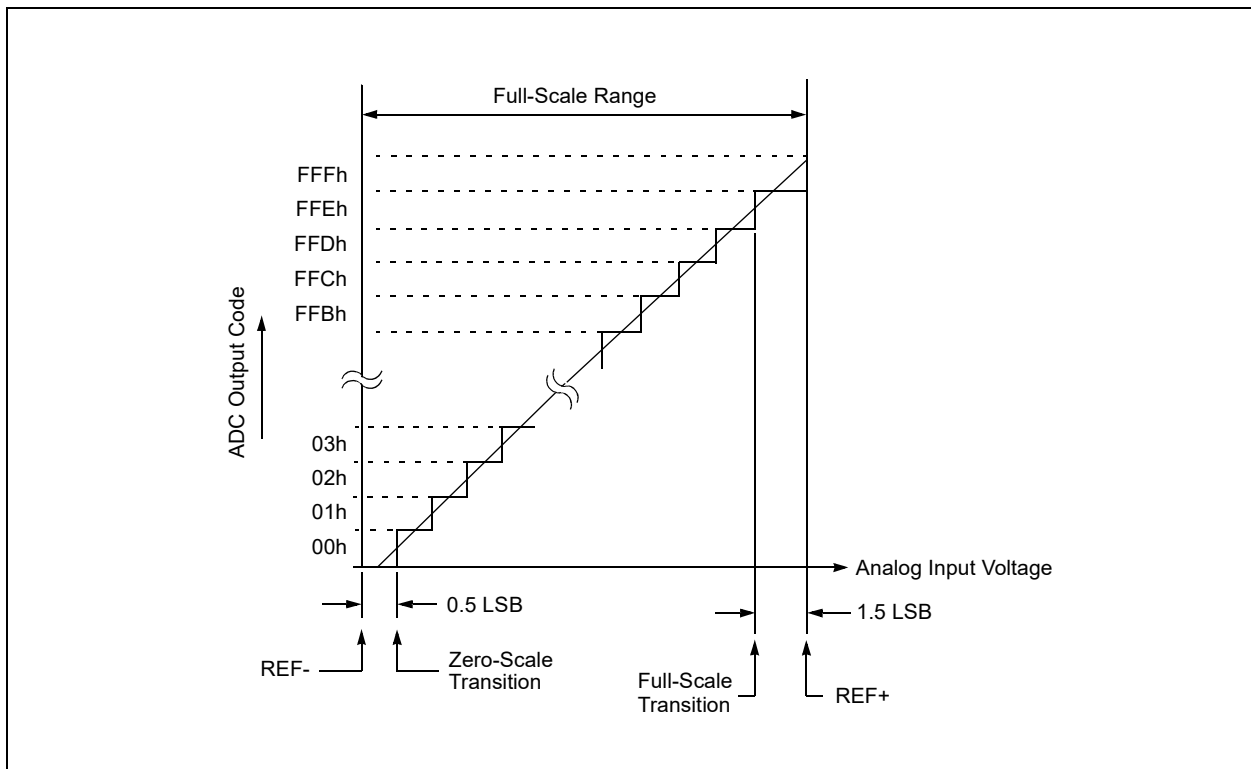 Full-Scale Range
FFFh
FFEh
FFDh
FFCh
FFBh
ADC Output Code
03h
02h
01h
00h
Analog Input Voltage
0.5 LSB
1.5 LSB
REF-
Zero-Scale
Transition
Full-Scale
Transition
REF+